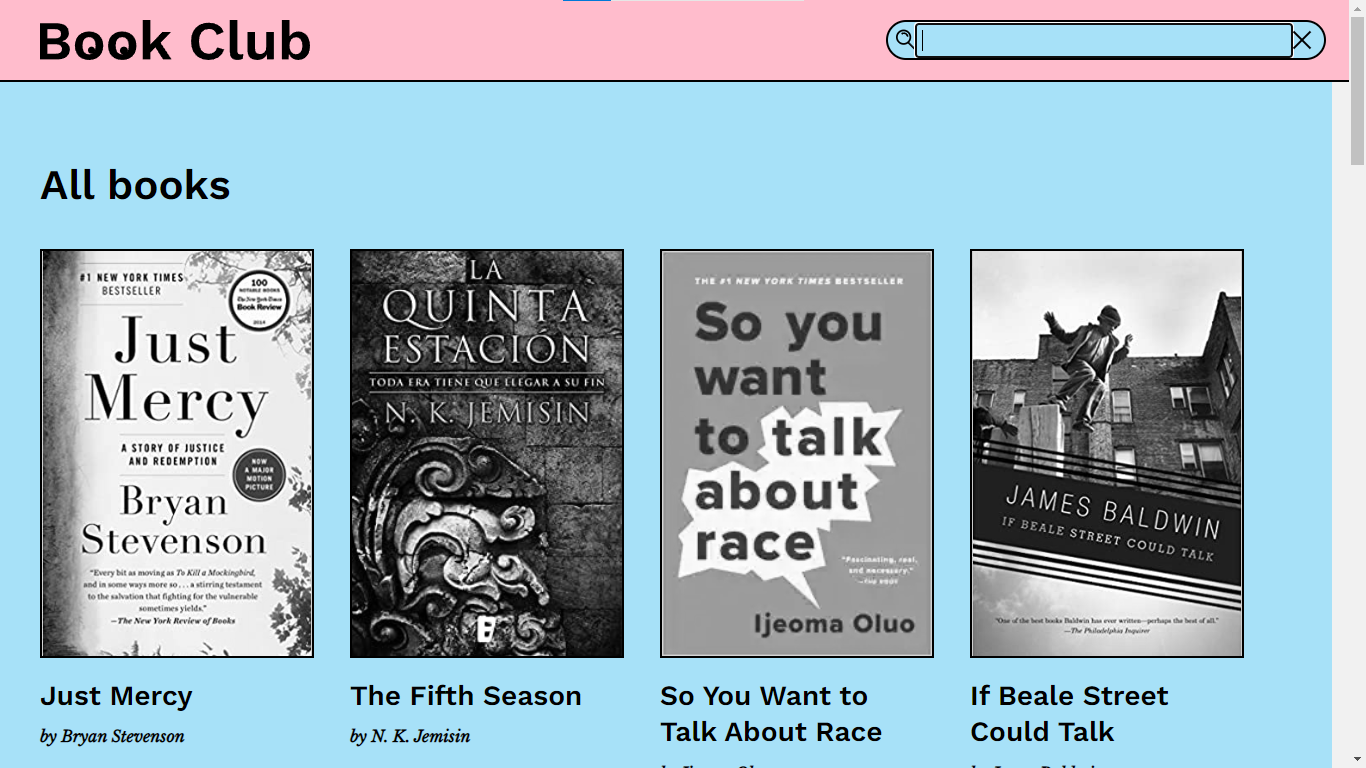 Book Club
All books
#1 NEW YORK TIMES
BESTSELLER
100
NOTABLE BOOKS
The New York Times
Book Review
2014
Just
Mercy
A STORY OF JUSTICE
AND REDEMPTION
NOW
A MAJOR
MOTION
PICTURE
Bryan
Stevenson
"Every bit as moving as To Kill a Mockingbird,
and in some ways more so . . . a stirring testament
to the salvation that fighting for the vulnerable
sometimes yields."
—The New York Review of Books
LA
QUINTA
ESTACIÓN
TODA ERA TIENE QUE LLEGAR A SU FIN
N. K. JEMISIN
THE #1 NEW YORK TIMES BESTSELLER
So you
want
to talk
about
race
"Fascinating, real,
and necessary."
Ijeoma Oluo
JAMES BALDWIN
IF BEALE STREET COULD TALK
"One of the best books Baldwin has ever written—perhaps the best of all."
—The Philadelphia Inquirer
Just Mercy
by Bryan Stevenson
The Fifth Season
by N. K. Jemisin
So You Want to
Talk About Race
If Beale Street
Could Talk